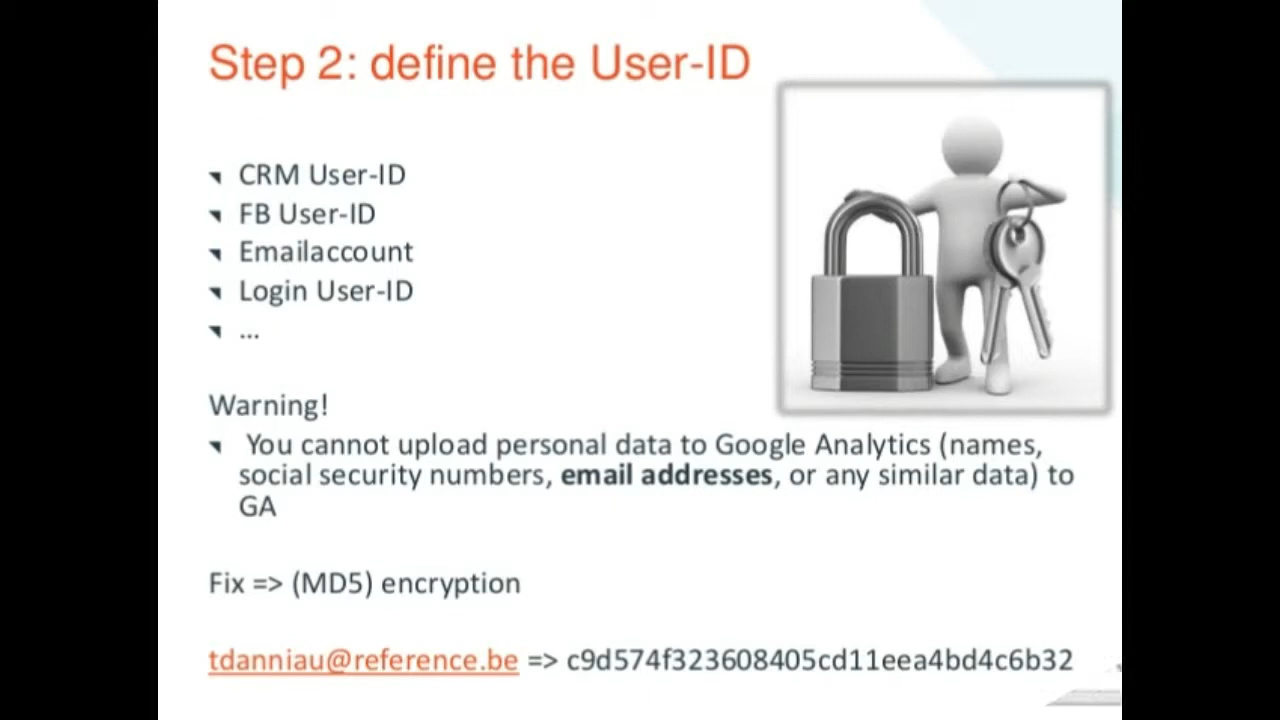 Step 2: define the User-ID
CRM User-ID
FB User-ID
Emailaccount
Login User-ID
...
Warning!
You cannot upload personal data to Google Analytics (names,
social security numbers, email addresses, or any similar data) to
GA
Fix => (MD5) encryption
tdanniau@reference.be => c9d574f323608405cd11eea4bd4c6b32